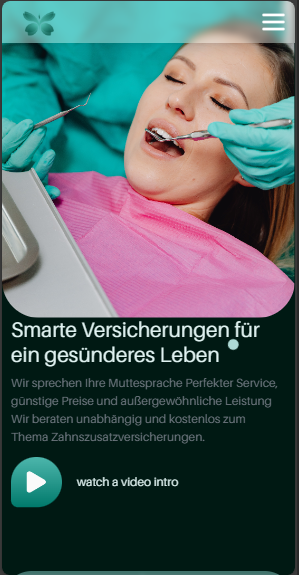 Smarte Versicherungen für
ein gesünderes Leben
Wir sprechen Ihre Muttesprache Perfekter Service,
günstige Preise und außergewöhnliche Leistung
Wir beraten unabhängig und kostenlos zum
Thema Zahnszusatzversicherungen.
watch a video intro